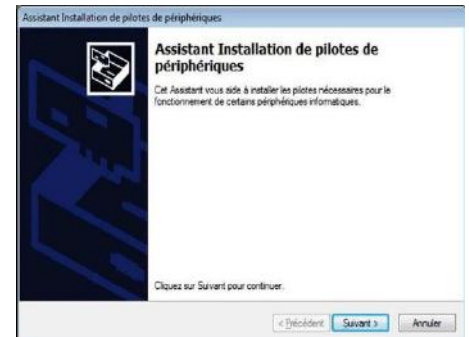 Assistant Installation de pilotes de périphériques
Assistant Installation de pilotes de
périphériques
Cet Assistant vous aide à installer les pilotes nécessaires pour le
fonctionnement de certains périphériques informatiques.
Cliquez sur Suivant pour continuer.
< Précédent Suivant > Annuler